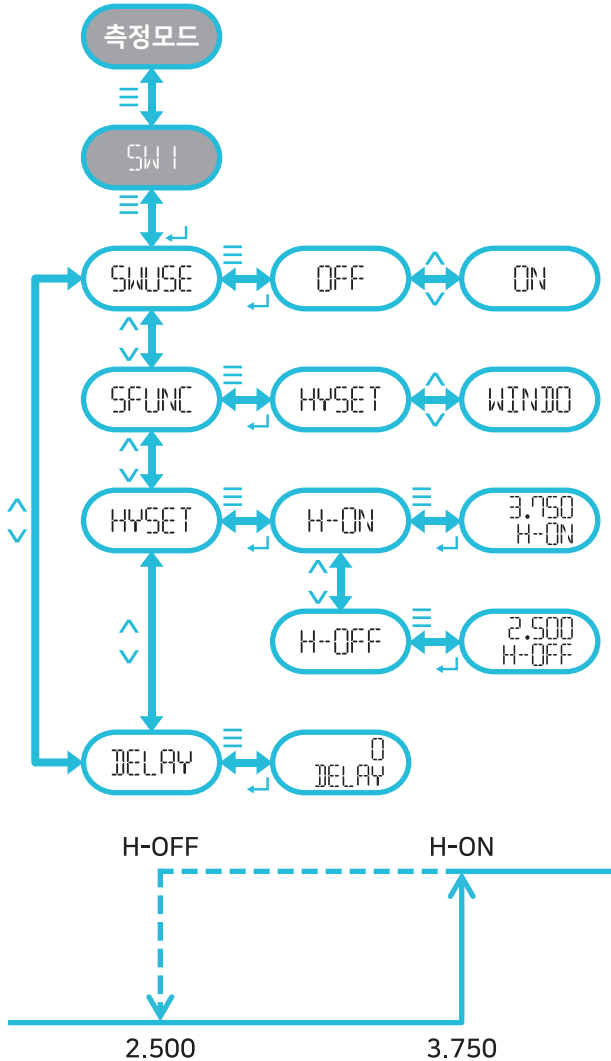 측정모드
SW1
SWUSE
OFF
ON
SFUNC
HYSET
WINDO
HYSET
H-ON
3.750
H-ON
H-OFF
2.500
H-OFF
DELAY
0
DELAY
H-OFF
H-ON
2.500
3.750